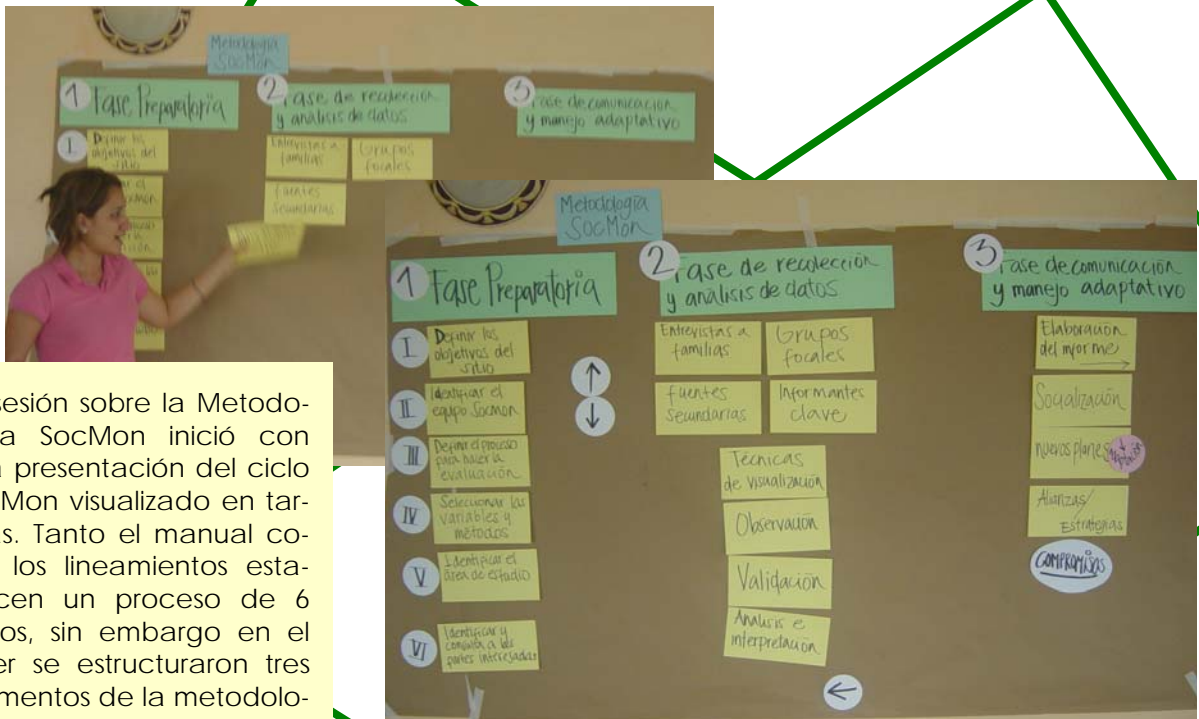 Metodología
SocMon
1 Fase Preparatoria
2 Fase de recolección
y análisis de datos
3 Fase de comunicación
y manejo adaptativo
I Definir los
objetivos del
sitio
Entrevistas a
familias
Grupos
focales
fuentes
secundarias
Metodología
SocMon
1 Fase Preparatoria
2 Fase de recolección
y análisis de datos
3 Fase de comunicación
y manejo adaptativo
I Definir los
objetivos del
sitio
II Identificar el
equipo Socmon
III Definir el proceso
para hacer la
evaluación
IV Seleccionar las
variables y
métodos
V Identificar el
área de estudio
VI Identificar y
consulta a las
partes interesadas
Entrevistas a
familias
Grupos
focales
fuentes
secundarias
Informantes
clave
Técnicas
de visualización
Observación
Validación
Análisis e
interpretación
Elaboración
del informe
Socialización
nuevos planes
Alianzas/
Estrategias
COMPROMISOS
sesión sobre la Metodo-
a SocMon inició con
a presentación del ciclo
Mon visualizado en tar-
s. Tanto el manual co-
los lineamientos esta-
cen un proceso de 6
os, sin embargo en el
er se estructuraron tres
mentos de la metodolo-